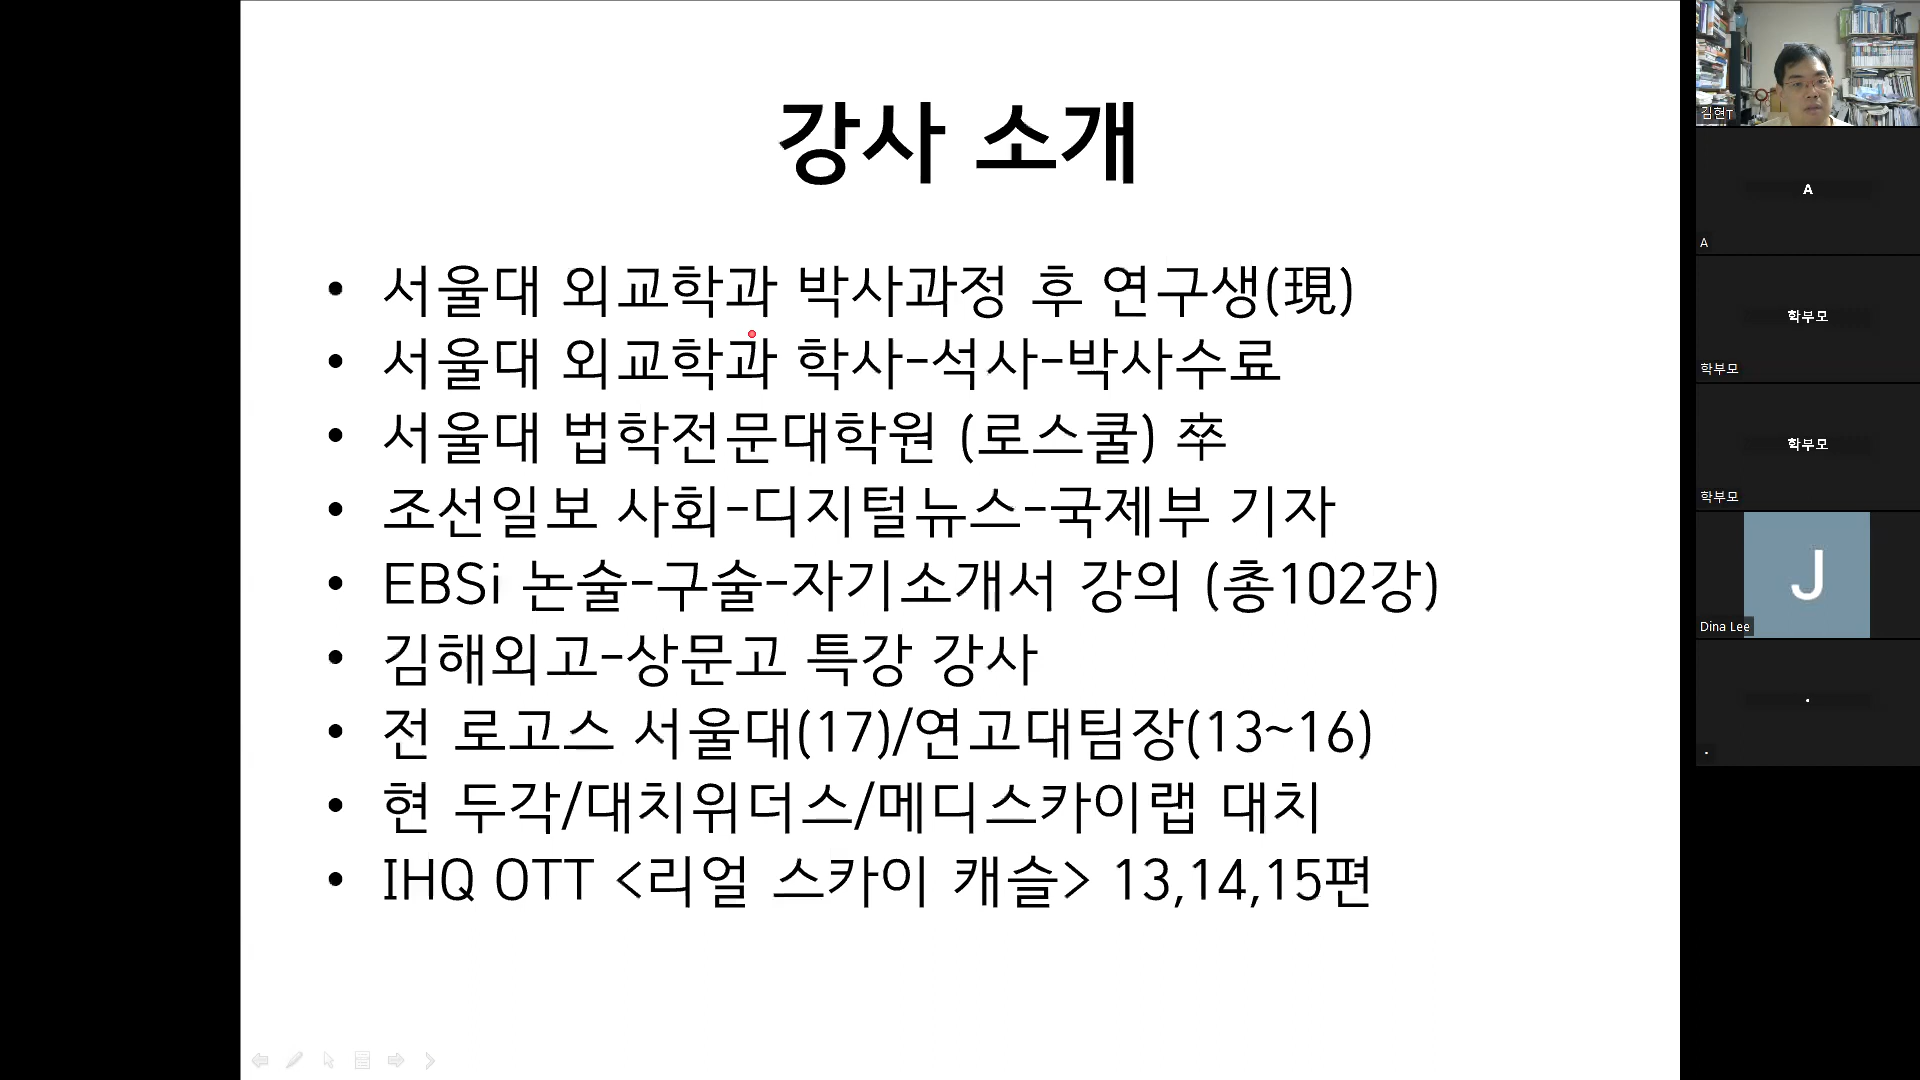 강사 소개
• 서울대 외교학과 박사과정 후 연구생(現)
• 서울대 외교학과 학사-석사-박사수료
• 서울대 법학전문대학원 (로스쿨) 卒
• 조선일보 사회-디지털뉴스-국제부 기자
• EBSi 논술-구술-자기소개서 강의 (총102강)
• 김해외고-상문고 특강 강사
• 전 로고스 서울대(17)/연고대팀장(13~16)
• 현 두각/대치위더스/메디스카이랩 대치
• IHQ OTT <리얼 스카이 캐슬> 13,14,15편
김현T
A
A
학부모
학부모
학부모
학부모
J
Dina Lee
.
.